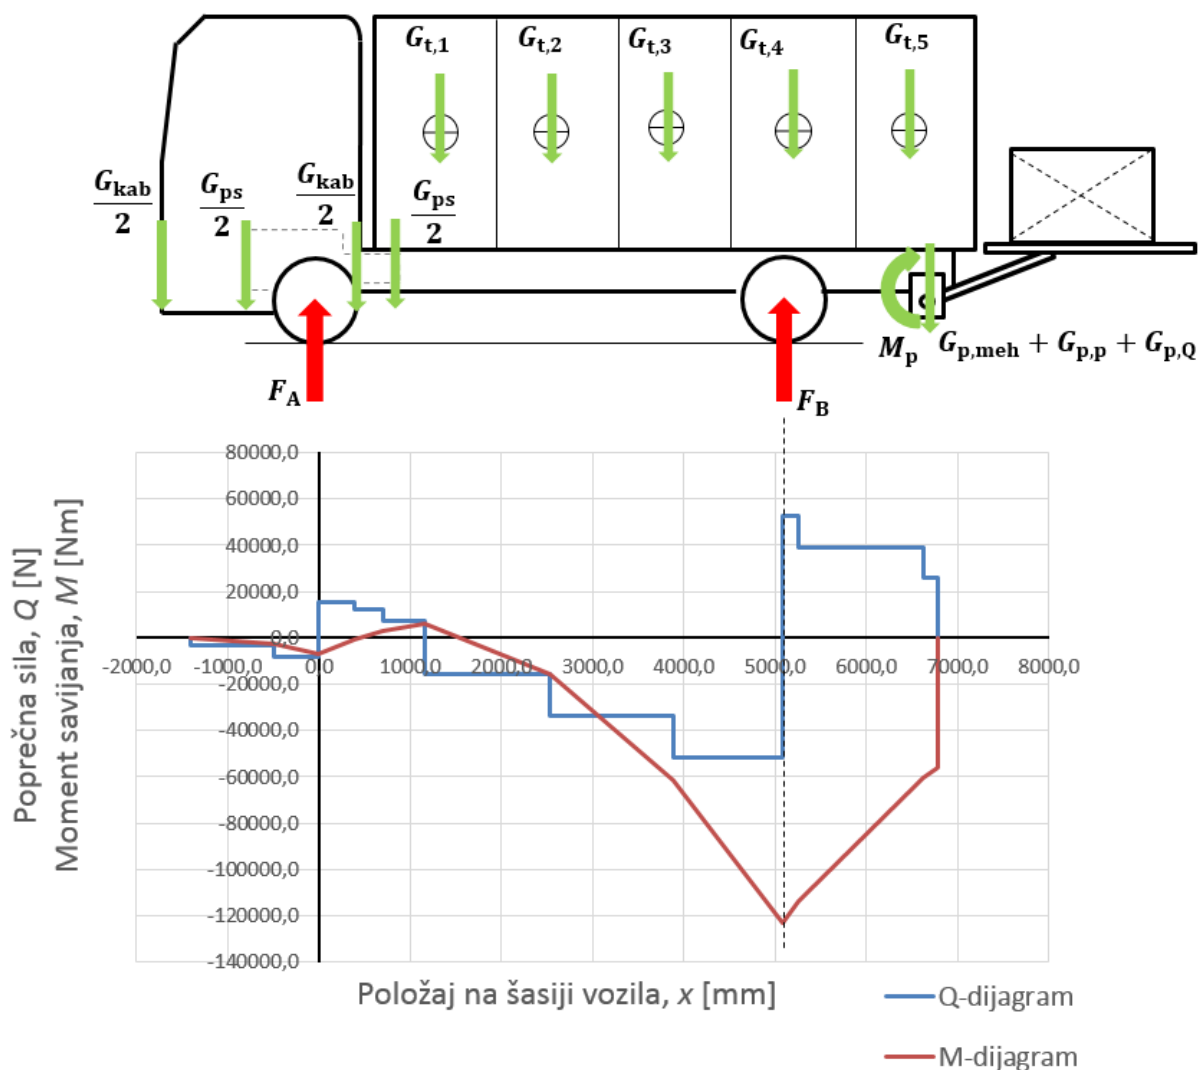 G_t,1 G_t,2 G_t,3 G_t,4 G_t,5
G_kab/2 G_ps/2 G_kab/2 G_ps/2
M_p G_p,meh + G_p,p + G_p,Q
F_A F_B
80000,0
60000,0
40000,0
20000,0
0,0
-2000,0 -1000,0 0,0 1000,0 2000,0 3000,0 4000,0 5000,0 6000,0 7000,0 8000,0
-20000,0
-40000,0
-60000,0
-80000,0
-100000,0
-120000,0
-140000,0
Poprečna sila, Q [N]
Moment savijanja, M [Nm]
Položaj na šasiji vozila, x [mm]
Q-dijagram
M-dijagram